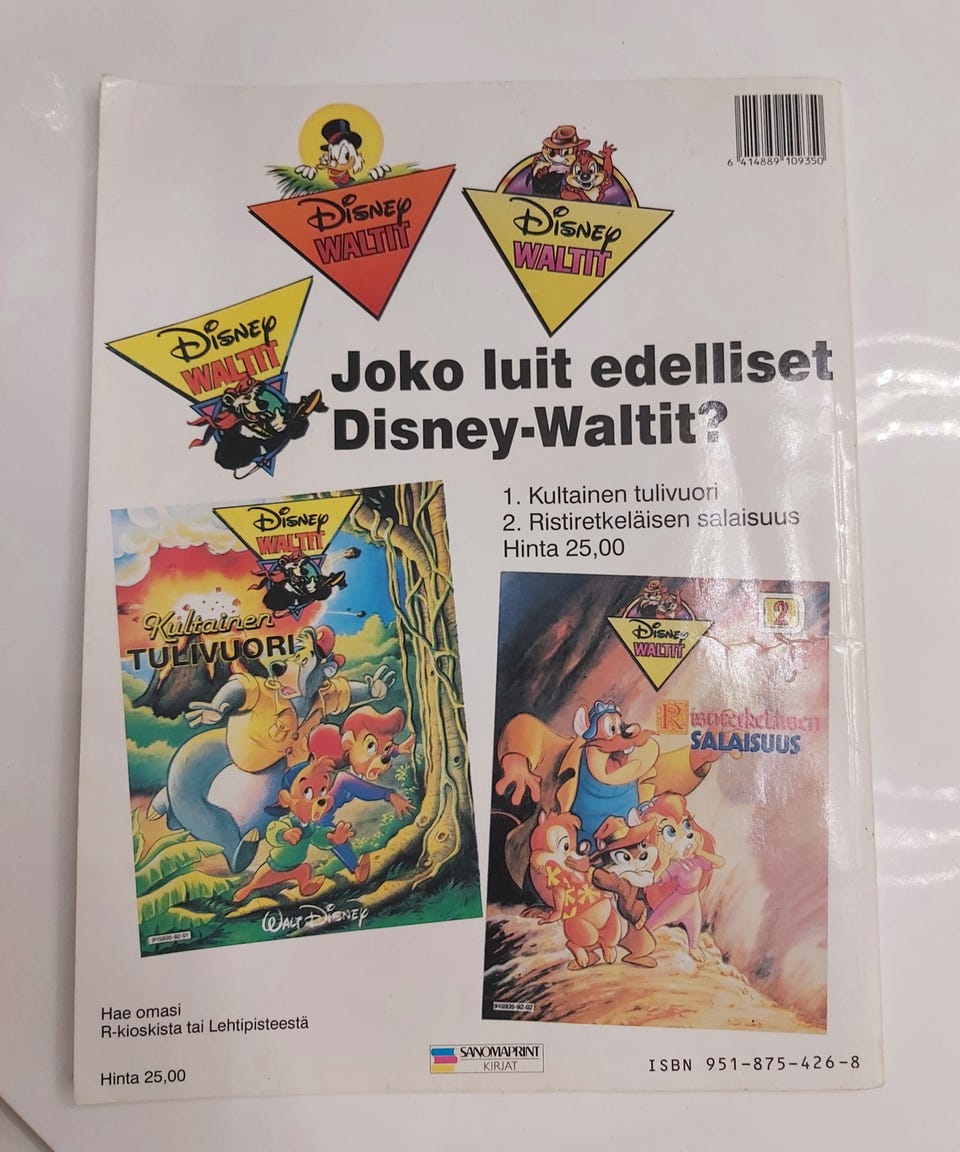 6 414889 109350
Disney
WALTIT
Disney
WALTIT
Disney
WALTIT
Joko luit edelliset
Disney-Waltit?
1. Kultainen tulivuori
2. Ristiretkeläisen salaisuus
Hinta 25,00
Disney
WALTIT
Kultainen
TULIVUORI
WALT DISNEY
2
Disney
WALTIT
Ristiretkeläisen
SALAISUUS
Hae omasi
R-kioskista tai Lehtipisteestä
Hinta 25,00
SANOMAPRINT
KIRJAT
ISBN 951-875-426-8